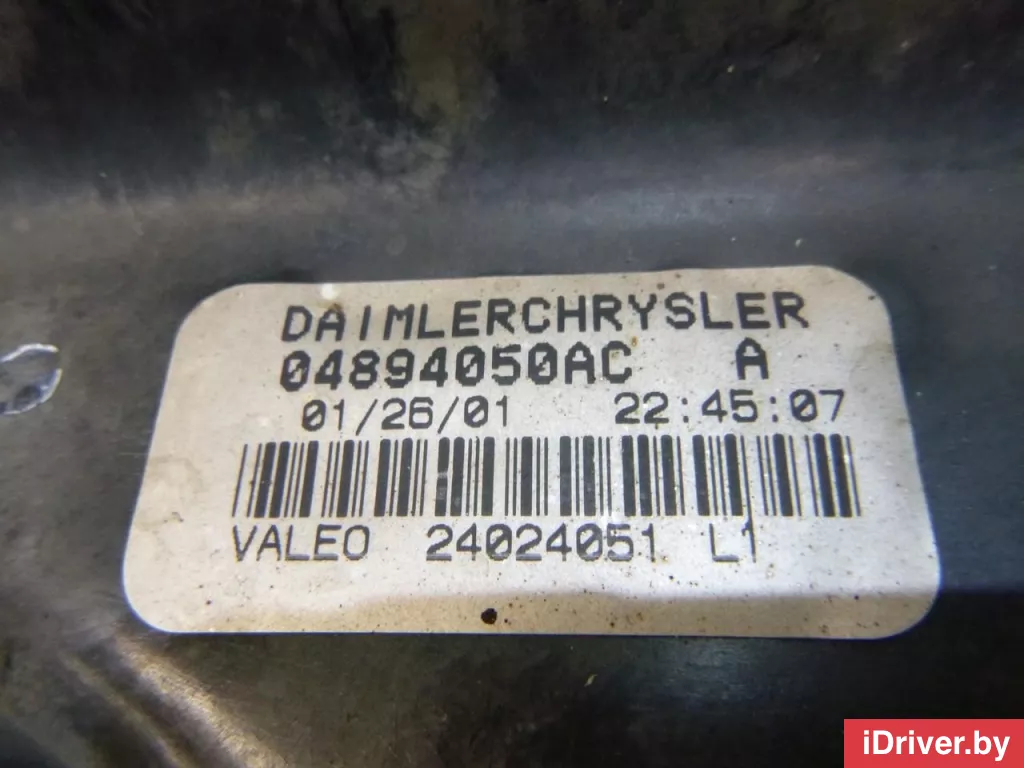 DAIMLERCHRYSLER
04894050AC A
01/26/01 22:45:07
VALEO 24024051 L1
iDriver.by